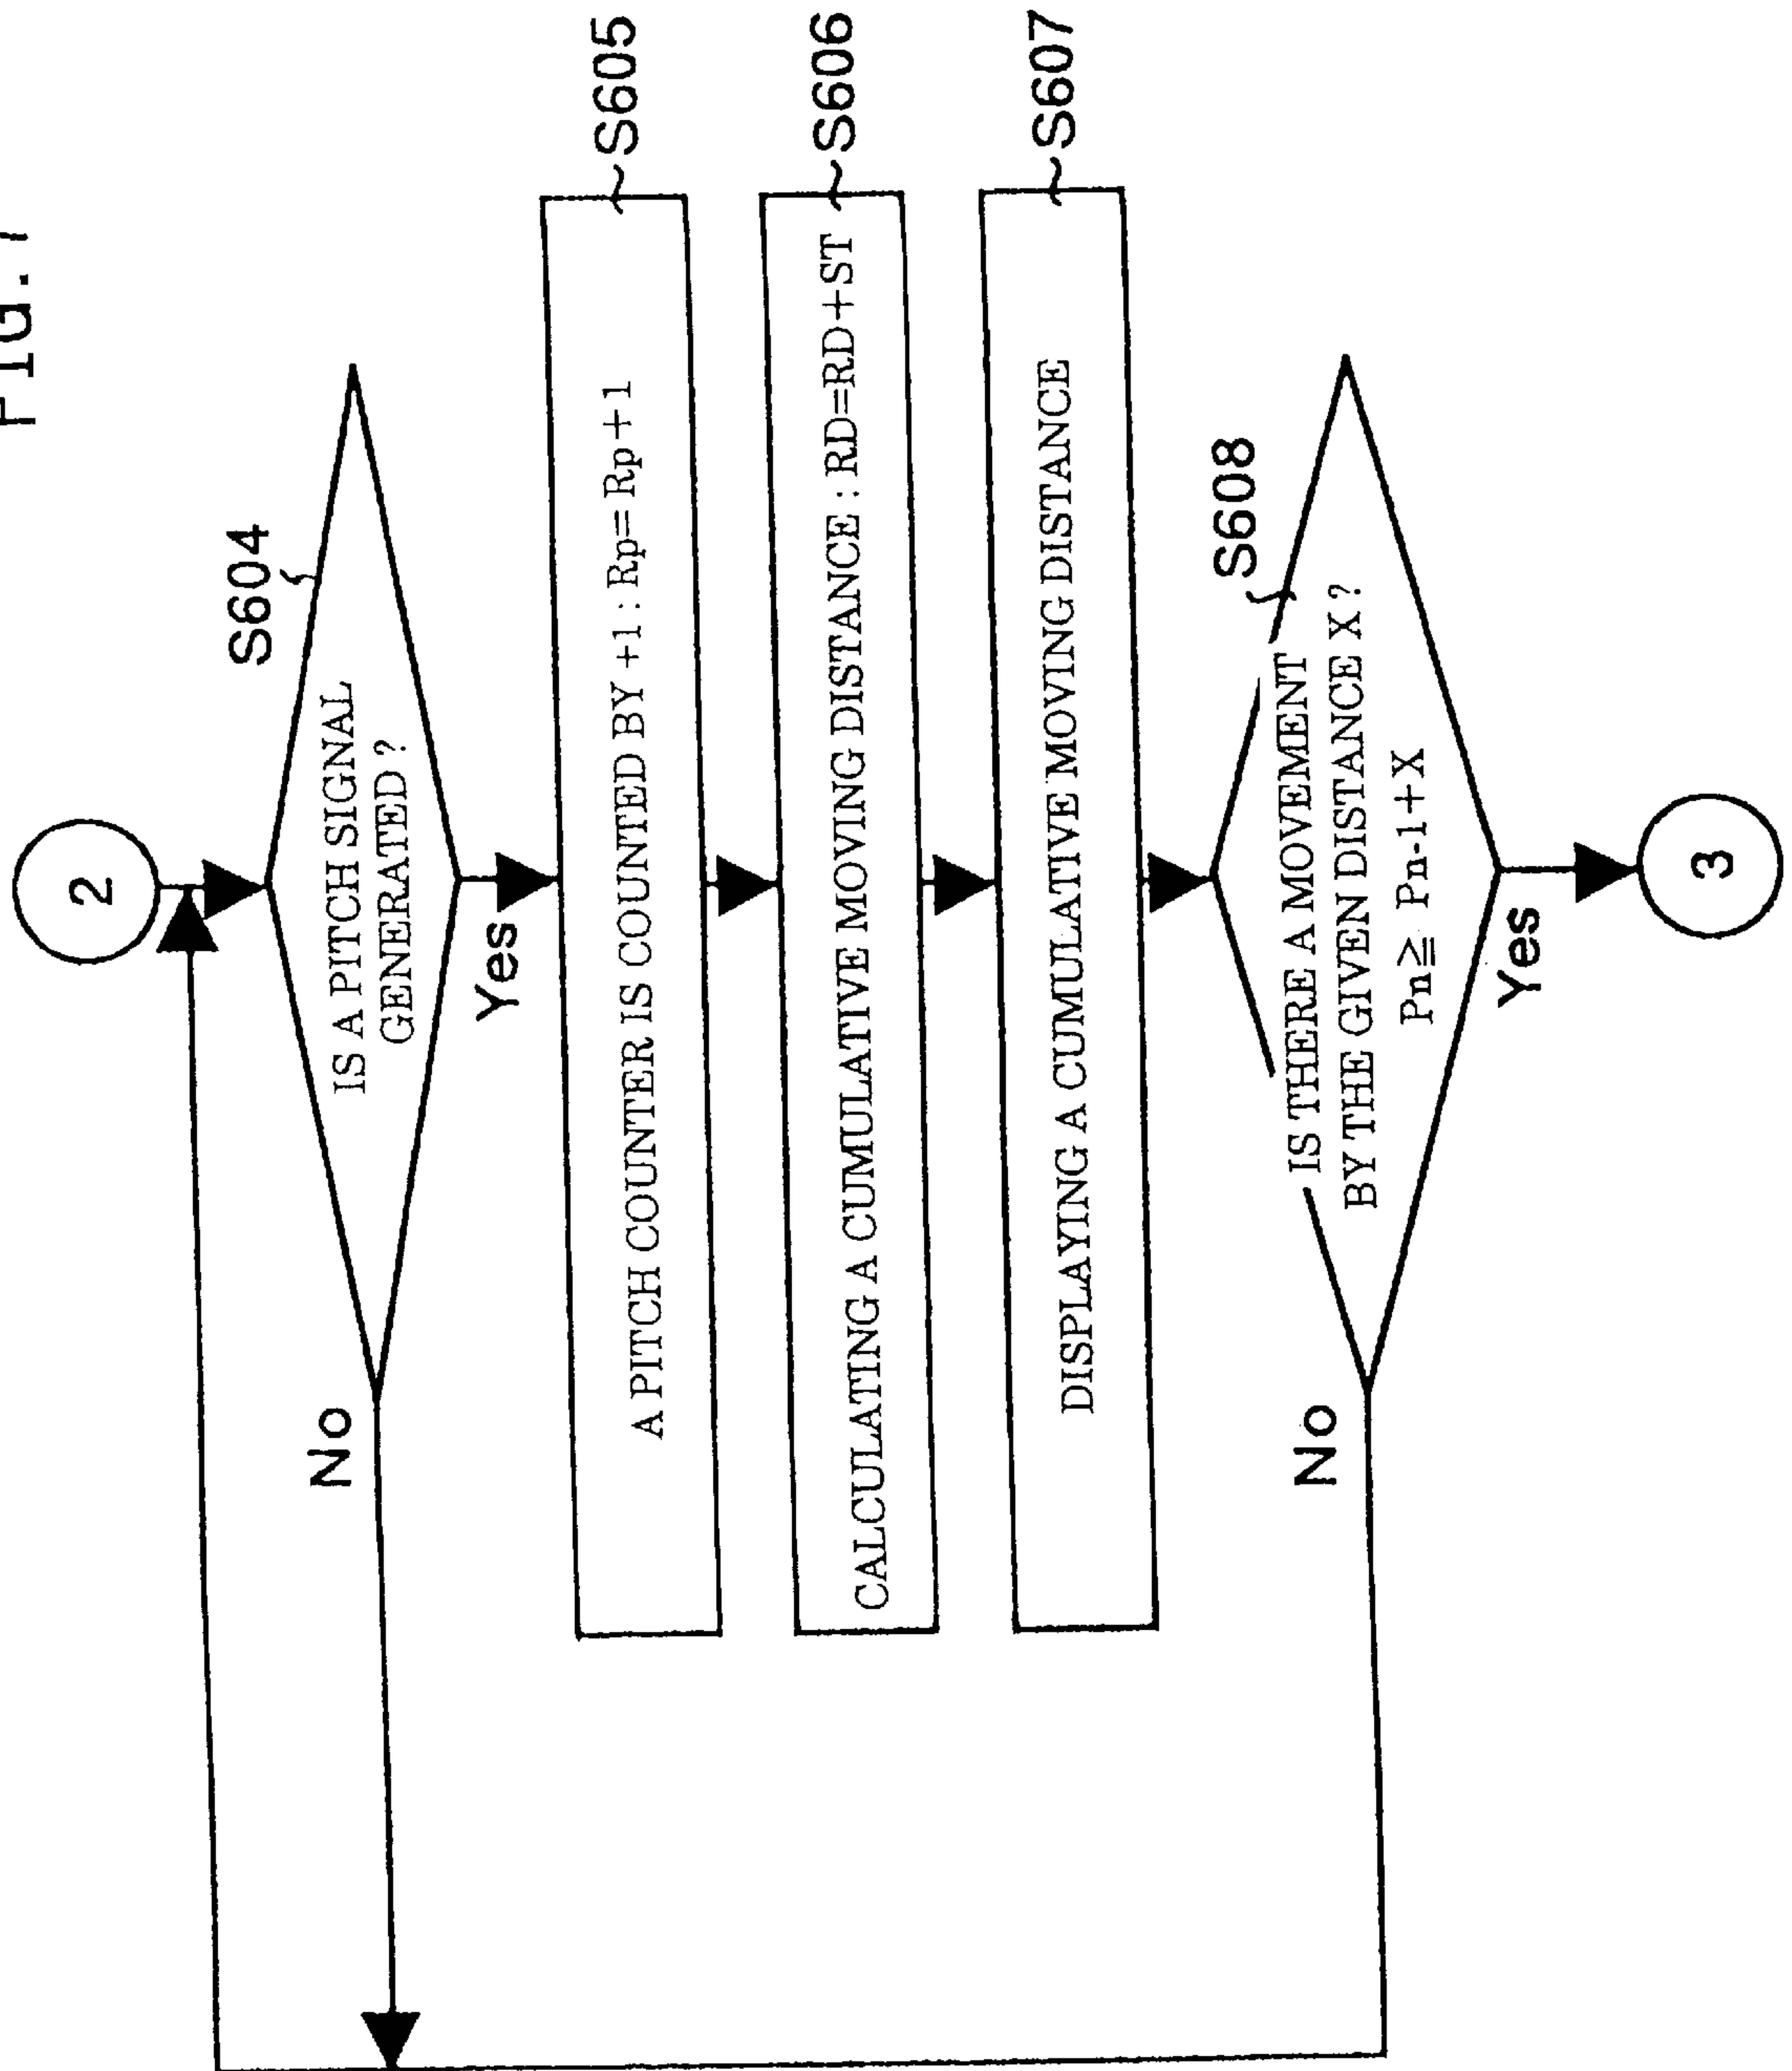 FIG. 7
2
S604
IS A PITCH SIGNAL
GENERATED ?
No
Yes
A PITCH COUNTER IS COUNTED BY +1 : Rp=Rp+1
S605
CALCULATING A CUMULATIVE MOVING DISTANCE : RD=RD+ST
S606
DISPLAYING A CUMULATIVE MOVING DISTANCE
S607
S608
IS THERE A MOVEMENT
BY THE GIVEN DISTANCE X ?
Pn≧ Pn-1+X
No
Yes
3